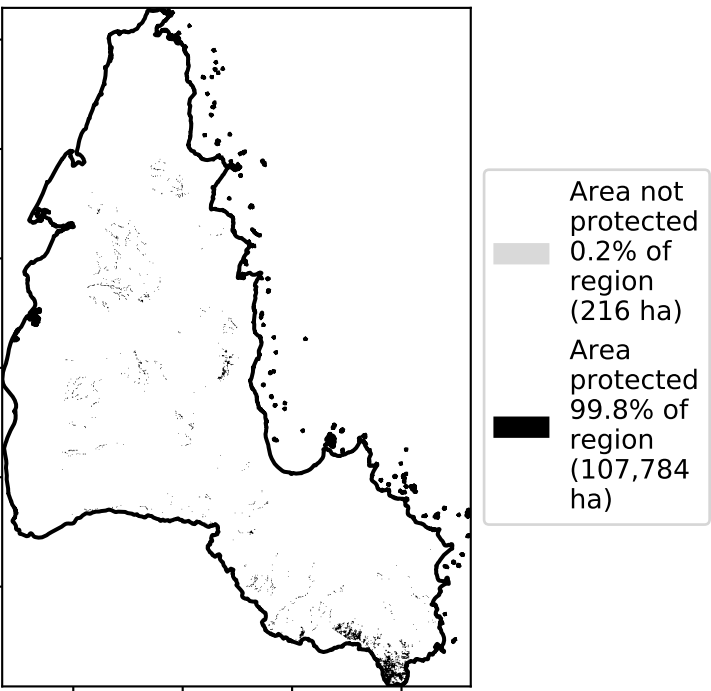 Area not
protected
0.2% of
region
(216 ha)
Area
protected
99.8% of
region
(107,784
ha)